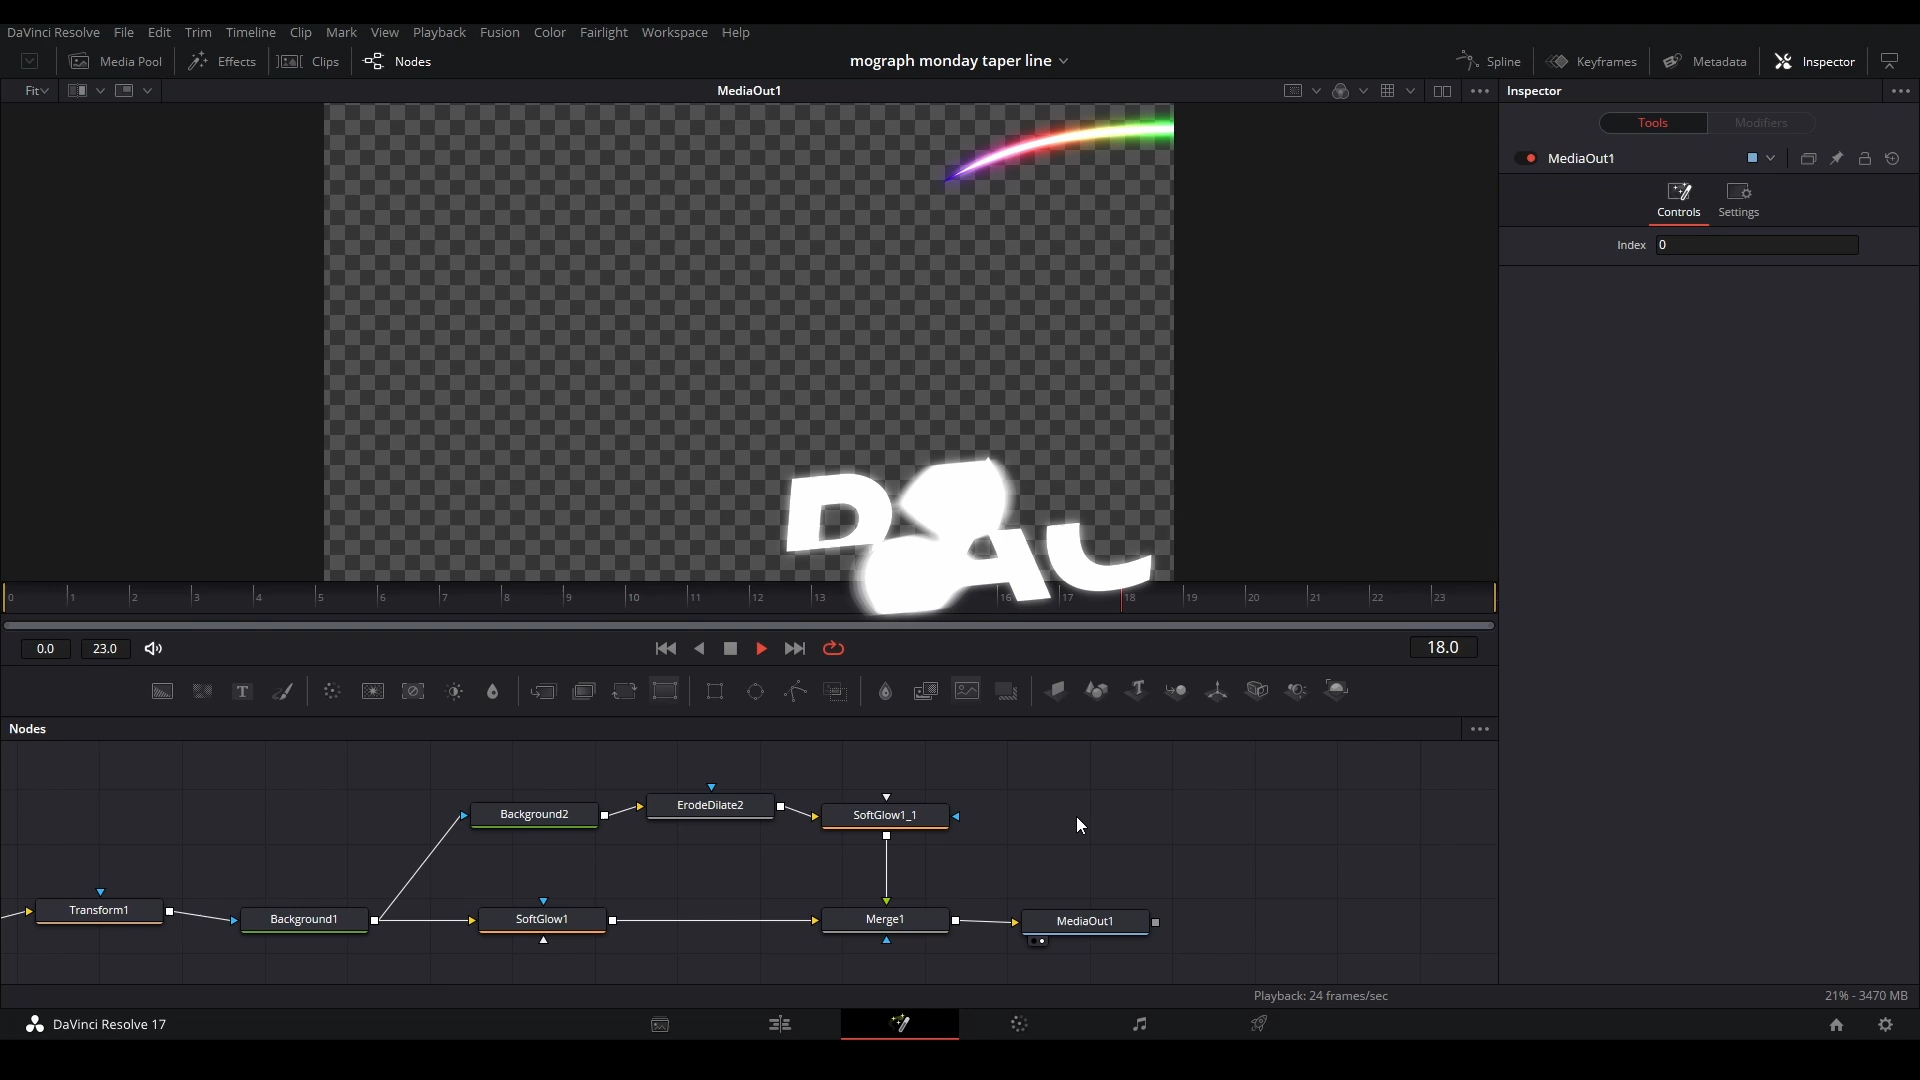 DaVinci Resolve File Edit Trim Timeline Clip Mark View Playback Fusion Color Fairlight Workspace Help
Media Pool Effects Clips Nodes mograph monday taper line Spline Keyframes Metadata Inspector
Fit MediaOut1 Inspector
Tools Modifiers
MediaOut1
Controls Settings
Index 0
0 1 2 3 4 5 6 7 8 9 10 11 12 13 16 17 18 19 20 21 22 23
0.0 23.0 18.0
T
Nodes
Background2 ErodeDilate2 SoftGlow1_1
Transform1 Background1 SoftGlow1 Merge1 MediaOut1
Playback: 24 frames/sec 21% - 3470 MB
DaVinci Resolve 17